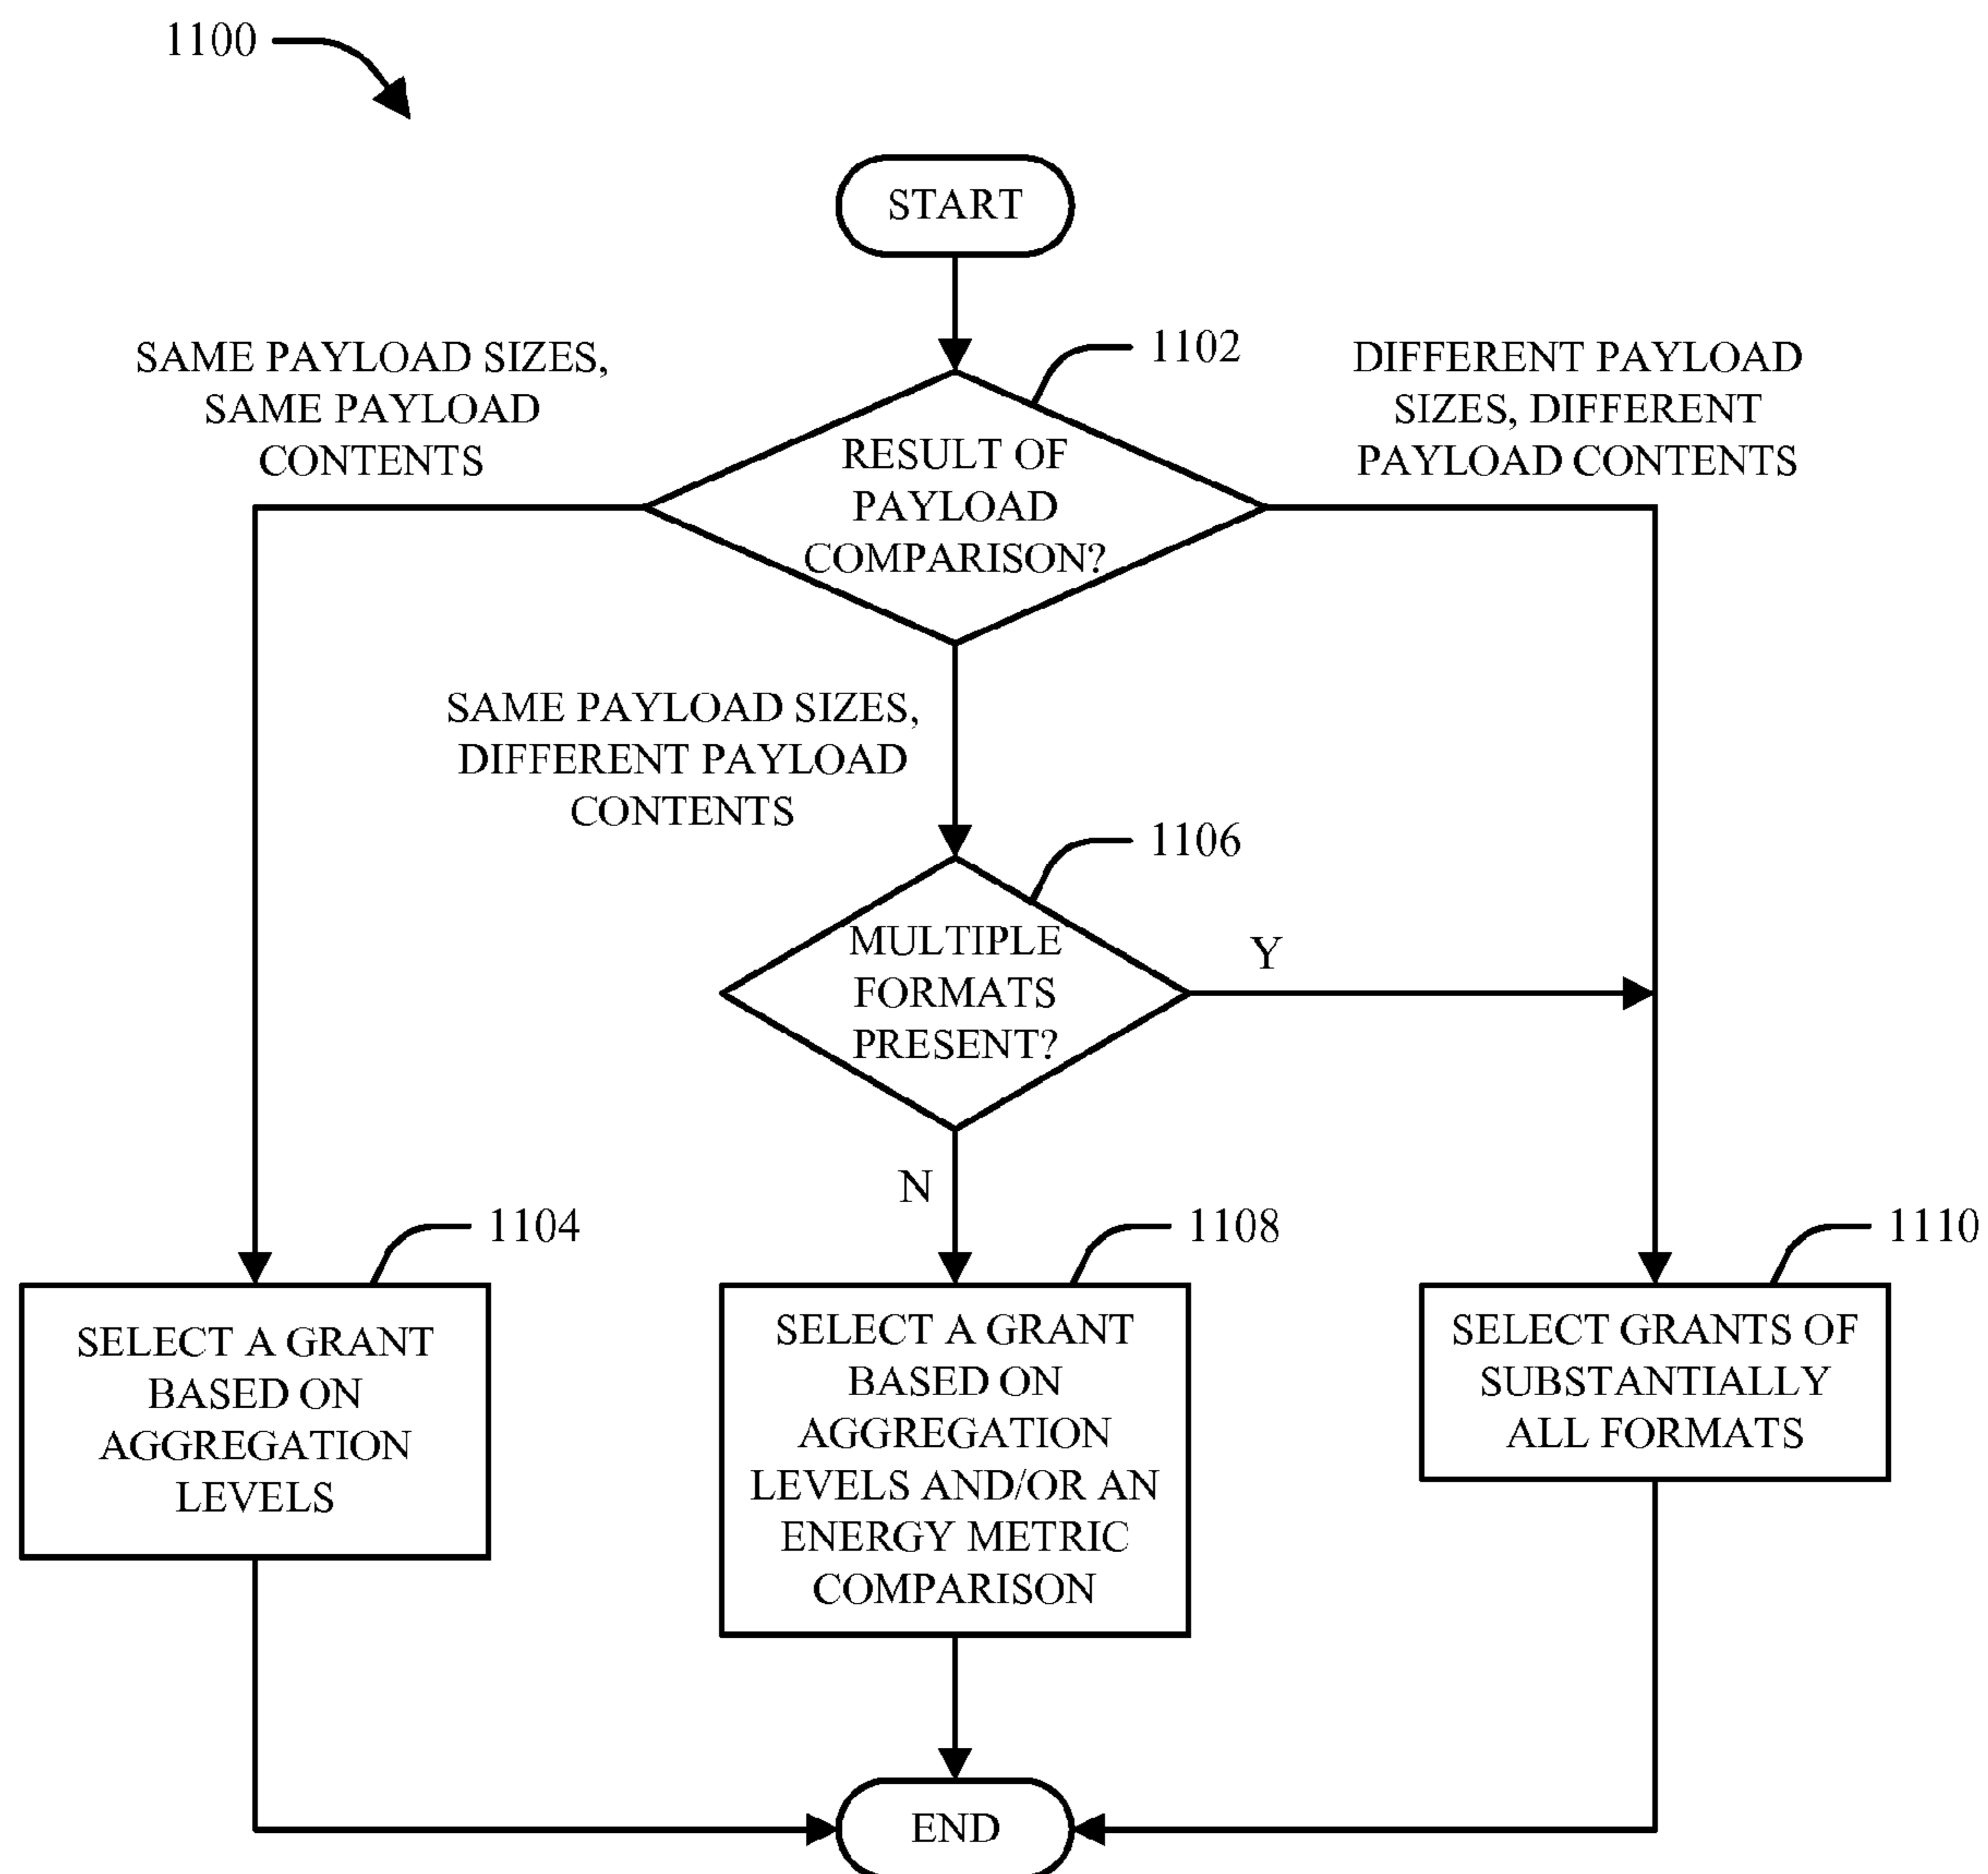 1100
START
1102
SAME PAYLOAD SIZES,
SAME PAYLOAD
CONTENTS
RESULT OF
PAYLOAD
COMPARISON?
DIFFERENT PAYLOAD
SIZES, DIFFERENT
PAYLOAD CONTENTS
SAME PAYLOAD SIZES,
DIFFERENT PAYLOAD
CONTENTS
1106
MULTIPLE
FORMATS
PRESENT?
Y
N
1104
SELECT A GRANT
BASED ON
AGGREGATION
LEVELS
1108
SELECT A GRANT
BASED ON
AGGREGATION
LEVELS AND/OR AN
ENERGY METRIC
COMPARISON
1110
SELECT GRANTS OF
SUBSTANTIALLY
ALL FORMATS
END